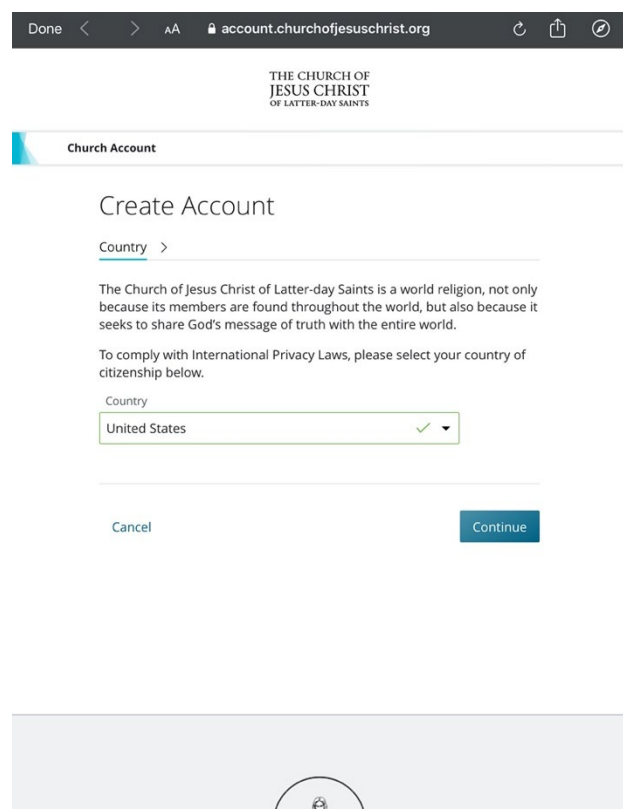 Done AA account.churchofjesuschrist.org
THE CHURCH OF
JESUS CHRIST
OF LATTER-DAY SAINTS
Church Account
Create Account
Country >
The Church of Jesus Christ of Latter-day Saints is a world religion, not only
because its members are found throughout the world, but also because it
seeks to share God's message of truth with the entire world.
To comply with International Privacy Laws, please select your country of
citizenship below.
Country
United States
Cancel Continue